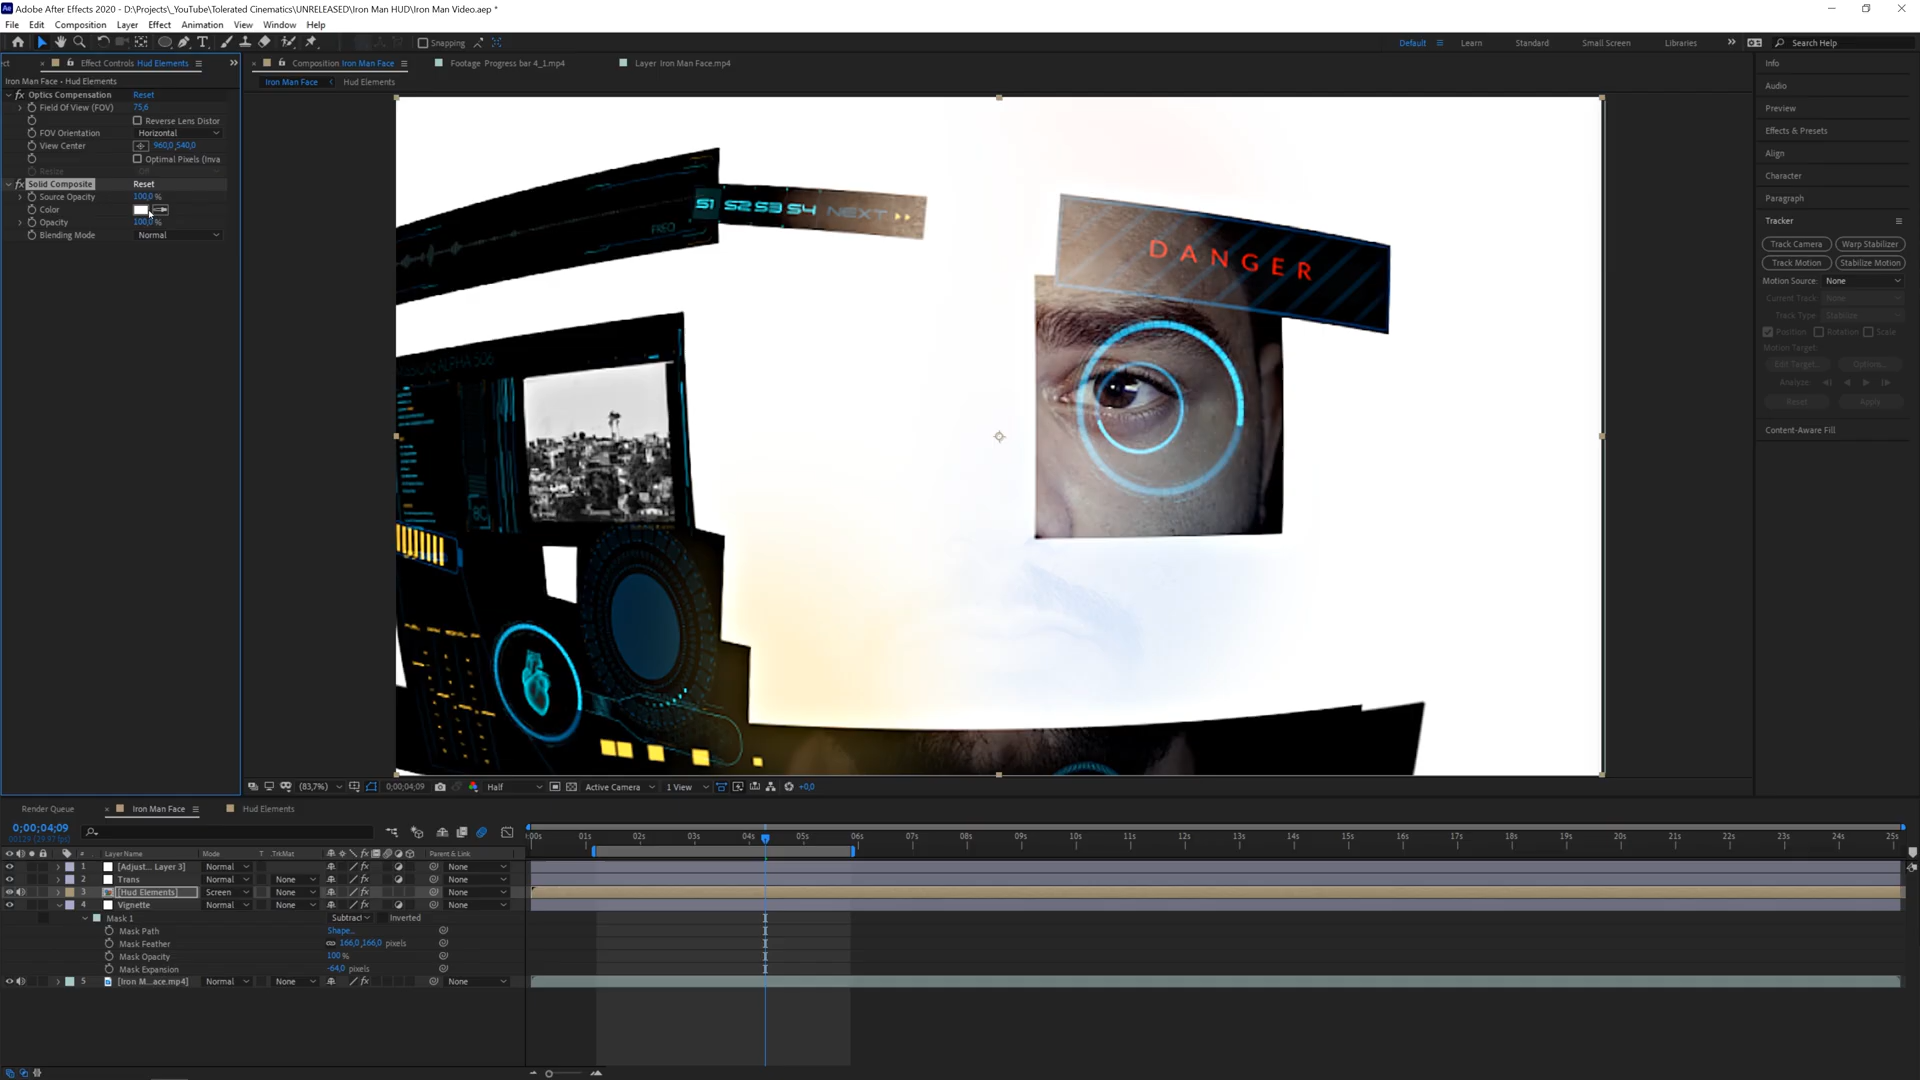 Adobe After Effects 2020 - D:\Projects\_YouTube\Tolerated Cinematics\UNRELEASED\Iron Man HUD\Iron Man Video.aep *
File Edit Composition Layer Effect Animation View Window Help
Snapping
Default Learn Standard Small Screen Libraries Search Help
Effect Controls Hud Elements
Composition Iron Man Face
Footage Progress bar 4_1.mp4
Layer Iron Man Face.mp4
Iron Man Face • Hud Elements
Iron Man Face Hud Elements
fx Optics Compensation Reset
Field Of View (FOV) 75,6
Reverse Lens Distor
FOV Orientation Horizontal
View Center 960,0,540,0
Optimal Pixels (Inva
Resize Off
fx Solid Composite Reset
Source Opacity 100,0 %
Color
Opacity 100,0 %
Blending Mode Normal
S1 S2 S3 S4 NEXT
FREQ
DANGER
ALPHA 506
Info
Audio
Preview
Effects & Presets
Align
Character
Paragraph
Tracker
Track Camera Warp Stabilizer
Track Motion Stabilize Motion
Motion Source: None
Current Track: None
Track Type: Stabilize
Position Rotation Scale
Motion Target:
Edit Target... Options...
Analyze:
Reset Apply
Content-Aware Fill
(83,7%) 0;00;04;09 Half Active Camera 1 View +0,0
Render Queue Iron Man Face Hud Elements
0;00;04;09
00129 (29.97 fps)
:00s 01s 02s 03s 04s 05s 06s 07s 08s 09s 10s 11s 12s 13s 14s 15s 16s 17s 18s 19s 20s 21s 22s 23s 24s 25s
# Layer Name Mode T .TrkMat Parent & Link
1 [Adjust... Layer 3] Normal None
2 Trans Normal None None
3 [Hud Elements] Screen None None
4 Vignette Normal None None
Mask 1 Subtract Inverted
Mask Path Shape...
Mask Feather 166,0,166,0 pixels
Mask Opacity 100 %
Mask Expansion -64,0 pixels
5 [Iron M...ace.mp4] Normal None None